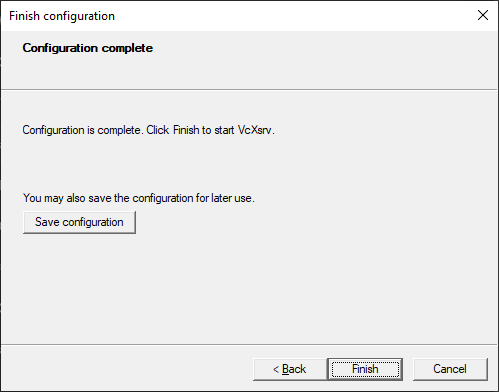 Finish configuration
Configuration complete
Configuration is complete. Click Finish to start VcXsrv.
You may also save the configuration for later use.
Save configuration
< Back
Finish
Cancel